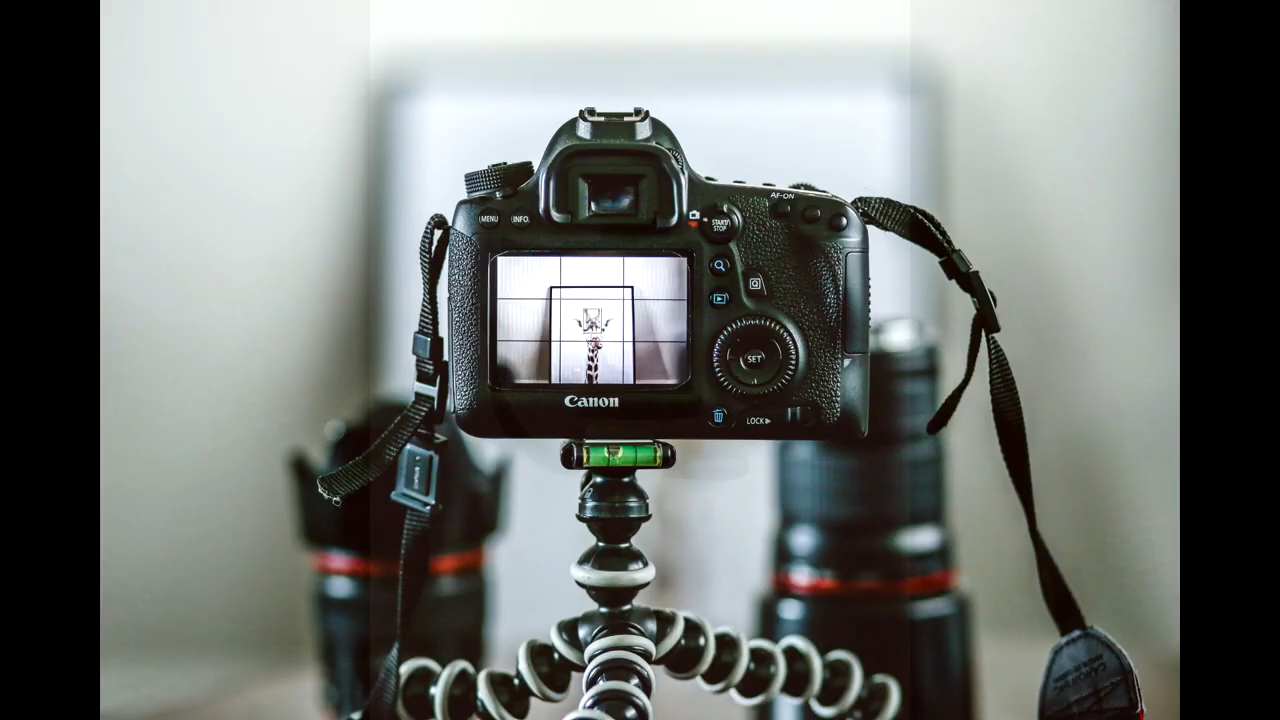 AF-ON
MENU
INFO.
START/
STOP
Q
SET
Canon
LOCK